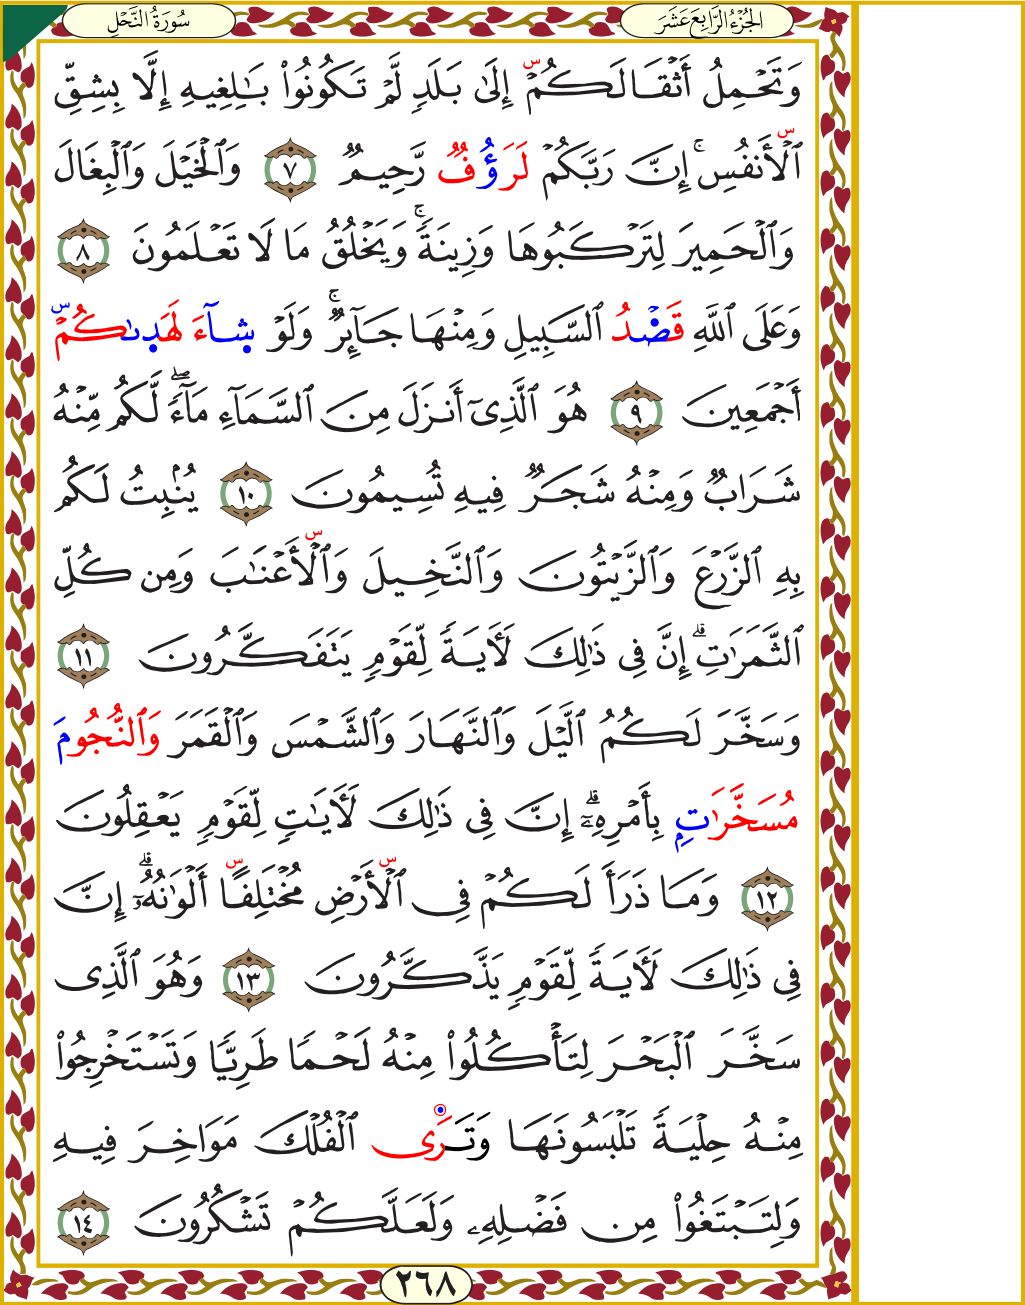 الجُزْءُ الرَّابِعَ عَشَرَ
سُورَةُ النَّحْلِ
وَتَحْمِلُ أَثْقَالَكُمْ إِلَىٰ بَلَدٍ لَّمْ تَكُونُوا۟ بَـٰلِغِيهِ إِلَّا بِشِقِّ
ٱلْأَنفُسِ ۚ إِنَّ رَبَّكُمْ لَرَؤُفٌ رَّحِيمٌ ٧ وَٱلْخَيْلَ وَٱلْبِغَالَ
وَٱلْحَمِيرَ لِتَرْكَبُوهَا وَزِينَةً ۚ وَيَخْلُقُ مَا لَا تَعْلَمُونَ ٨
وَعَلَى ٱللَّهِ قَصْدُ ٱلسَّبِيلِ وَمِنْهَا جَآئِرٌ ۚ وَلَوْ شَآءَ لَهَدَىٰكُمْ
أَجْمَعِينَ ٩ هُوَ ٱلَّذِىٓ أَنزَلَ مِنَ ٱلسَّمَآءِ مَآءً ۖ لَّكُم مِّنْهُ
شَرَابٌ وَمِنْهُ شَجَرٌ فِيهِ تُسِيمُونَ ١٠ يُنۢبِتُ لَكُم
بِهِ ٱلزَّرْعَ وَٱلزَّيْتُونَ وَٱلنَّخِيلَ وَٱلْأَعْنَـٰبَ وَمِن كُلِّ
ٱلثَّمَرَٰتِ ۗ إِنَّ فِى ذَٰلِكَ لَـَٔايَةً لِّقَوْمٍ يَتَفَكَّرُونَ ١١
وَسَخَّرَ لَكُمُ ٱلَّيْلَ وَٱلنَّهَارَ وَٱلشَّمْسَ وَٱلْقَمَرَ وَٱلنُّجُومَ
مُسَخَّرَٰتٍۭ بِأَمْرِهِۦٓ ۗ إِنَّ فِى ذَٰلِكَ لَـَٔايَـٰتٍ لِّقَوْمٍ يَعْقِلُونَ
١٢ وَمَا ذَرَأَ لَكُمْ فِى ٱلْأَرْضِ مُخْتَلِفًا أَلْوَٰنُهُۥٓ ۗ إِنَّ
فِى ذَٰلِكَ لَـَٔايَةً لِّقَوْمٍ يَذَّكَّرُونَ ١٣ وَهُوَ ٱلَّذِى
سَخَّرَ ٱلْبَحْرَ لِتَأْكُلُوا۟ مِنْهُ لَحْمًا طَرِيًّا وَتَسْتَخْرِجُوا۟
مِنْهُ حِلْيَةً تَلْبَسُونَهَا وَتَرَى ٱلْفُلْكَ مَوَاخِرَ فِيهِ
وَلِتَبْتَغُوا۟ مِن فَضْلِهِۦ وَلَعَلَّكُمْ تَشْكُرُونَ ١٤
٢٦٨